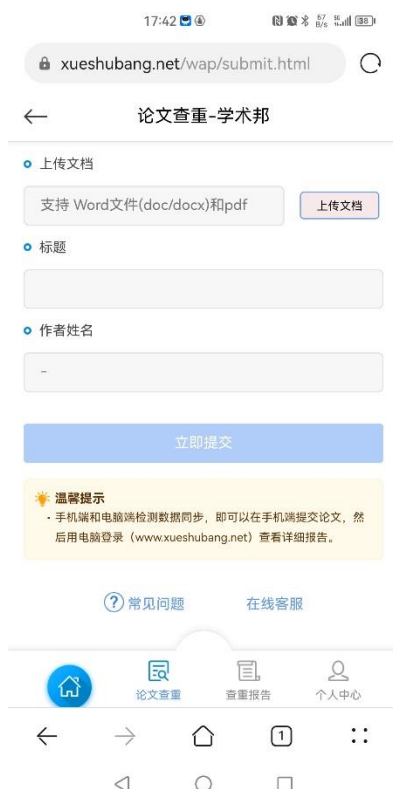 17:42
67 B/s
5G
38
xueshubang.net/wap/submit.html
论文查重-学术邦
上传文档
支持 Word文件(doc/docx)和pdf
上传文档
标题
作者姓名
-
立即提交
温馨提示
· 手机端和电脑端检测数据同步，即可以在手机端提交论文，然
后用电脑登录（www.xueshubang.net）查看详细报告。
? 常见问题
在线客服
论文查重
查重报告
个人中心
1